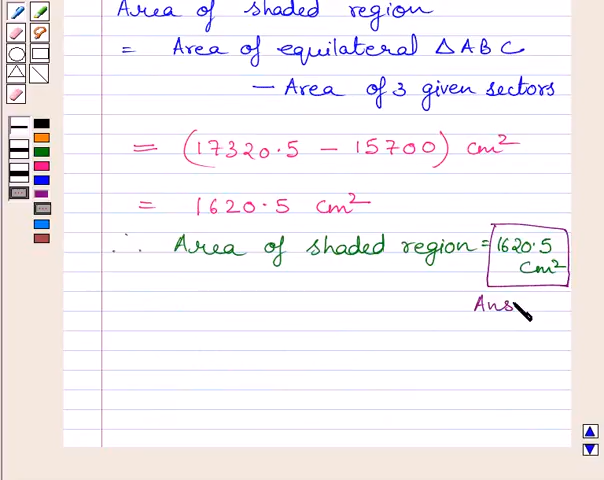 Area of shaded region
= Area of equilateral △ABC
— Area of 3 given sectors
= (17320.5 − 15700) cm²
= 1620.5 cm²
∴ Area of shaded region = 1620.5
cm²
Ans